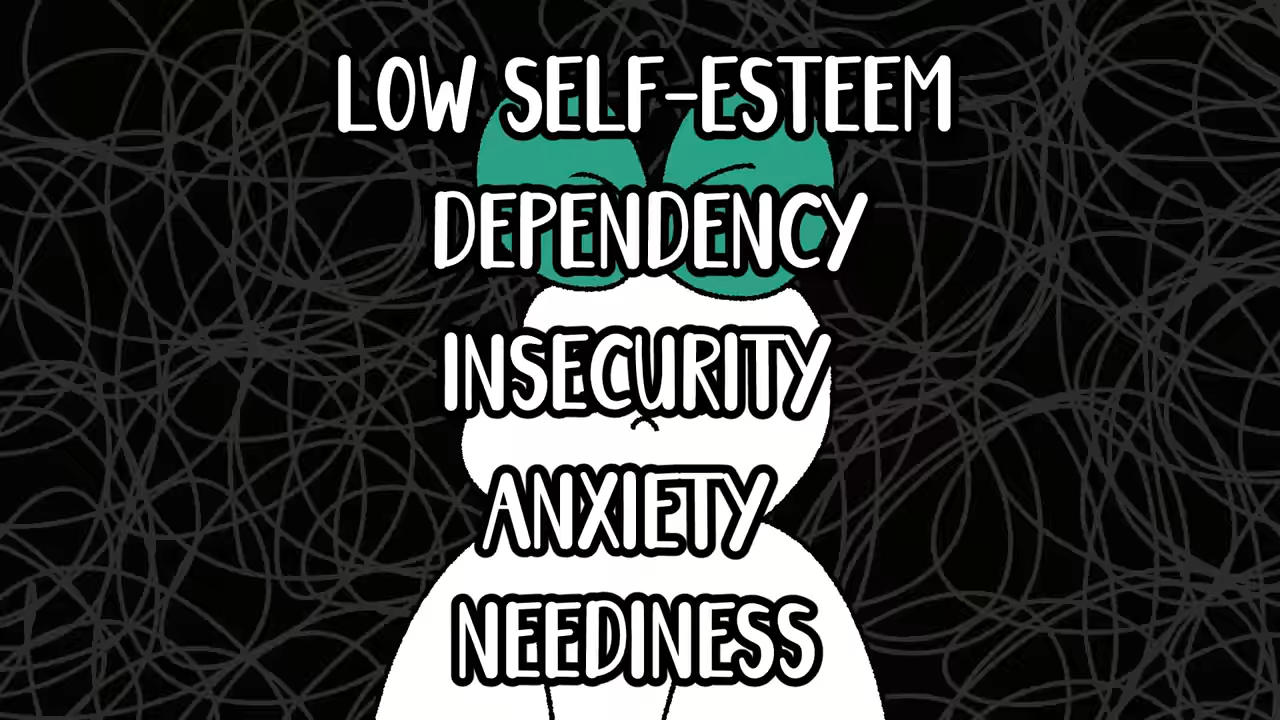 LOW SELF-ESTEEM
DEPENDENCY
INSECURITY
ANXIETY
NEEDINESS